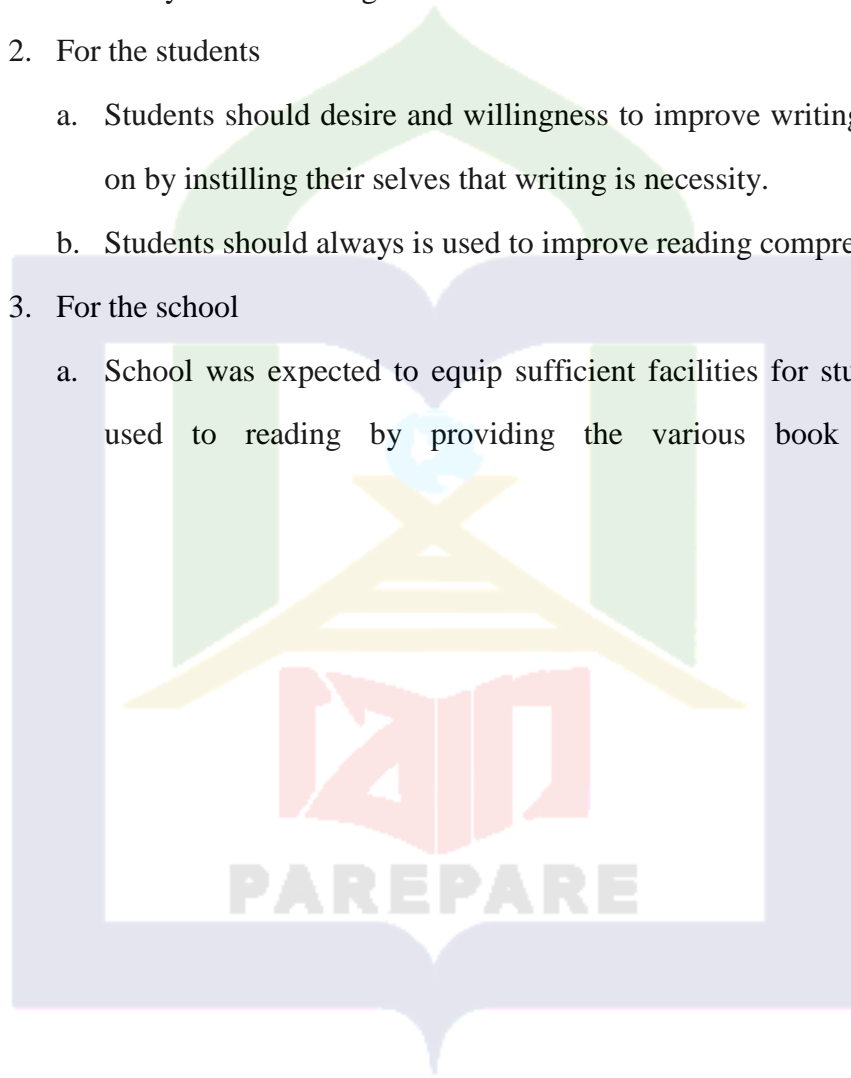 2. For the students
a. Students should desire and willingness to improve writing
on by instilling their selves that writing is necessity.
b. Students should always is used to improve reading compre
3. For the school
a. School was expected to equip sufficient facilities for stu
used to reading by providing the various book
PAREPARE